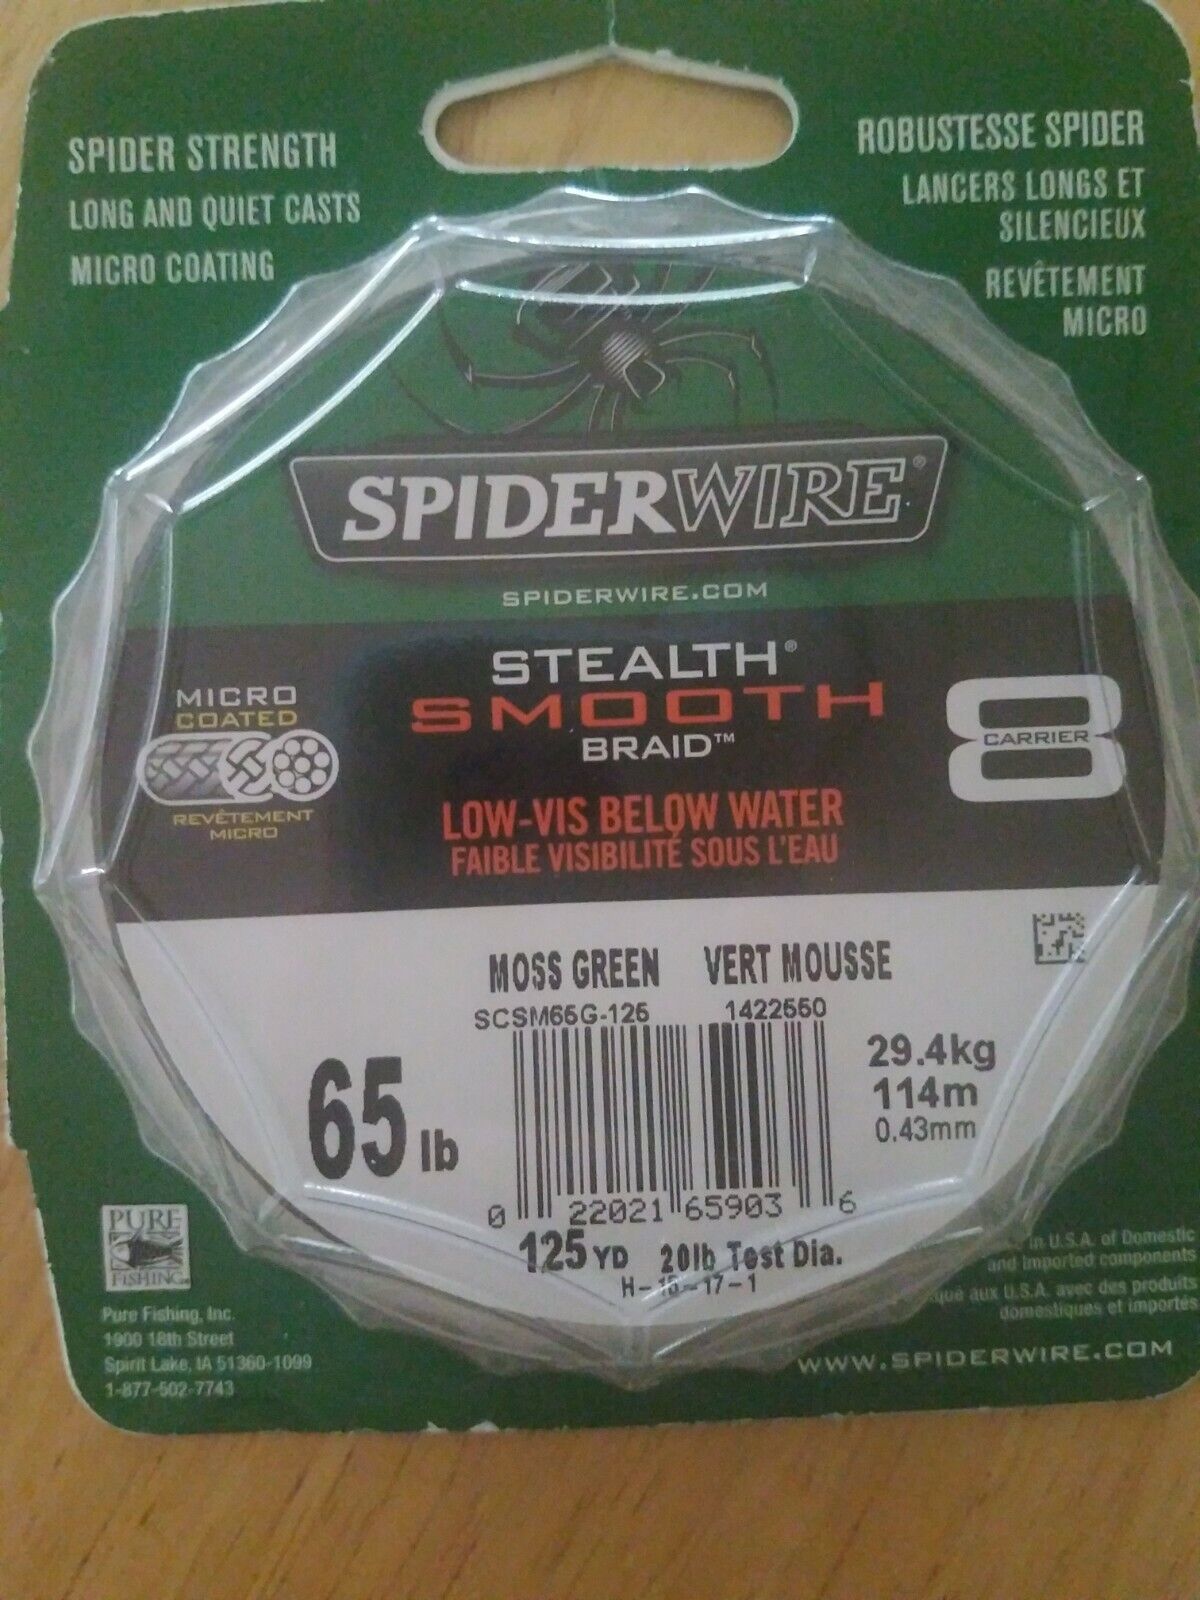 SPIDER STRENGTH
LONG AND QUIET CASTS
MICRO COATING
ROBUSTESSE SPIDER
LANCERS LONGS ET
SILENCIEUX
REVÊTEMENT
MICRO
SPIDERWIRE®
SPIDERWIRE.COM
STEALTH®
SMOOTH
BRAID™
MICRO
COATED
REVÊTEMENT
MICRO
8
CARRIER
LOW-VIS BELOW WATER
FAIBLE VISIBILITÉ SOUS L'EAU
MOSS GREEN VERT MOUSSE
SCSM65G-125 1422550
65 lb
29.4kg
114m
0.43mm
0 22021 65903 6
125 YD 20lb Test Dia.
H-16-17-1
PURE
FISHING
Pure Fishing, Inc.
1900 18th Street
Spirit Lake, IA 51360-1099
1-877-502-7743
in U.S.A. of Domestic
and imported components
aux U.S.A. avec des produits
domestiques et importés
WWW.SPIDERWIRE.COM